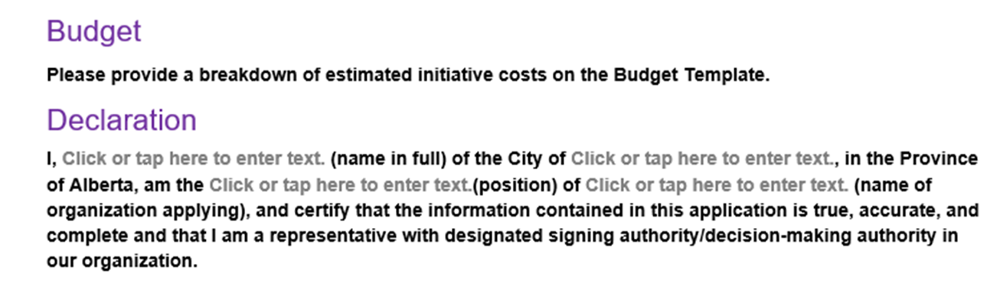 Budget
Please provide a breakdown of estimated initiative costs on the Budget Template.
Declaration
I, Click or tap here to enter text. (name in full) of the City of Click or tap here to enter text., in the Province
of Alberta, am the Click or tap here to enter text.(position) of Click or tap here to enter text. (name of
organization applying), and certify that the information contained in this application is true, accurate, and
complete and that I am a representative with designated signing authority/decision-making authority in
our organization.